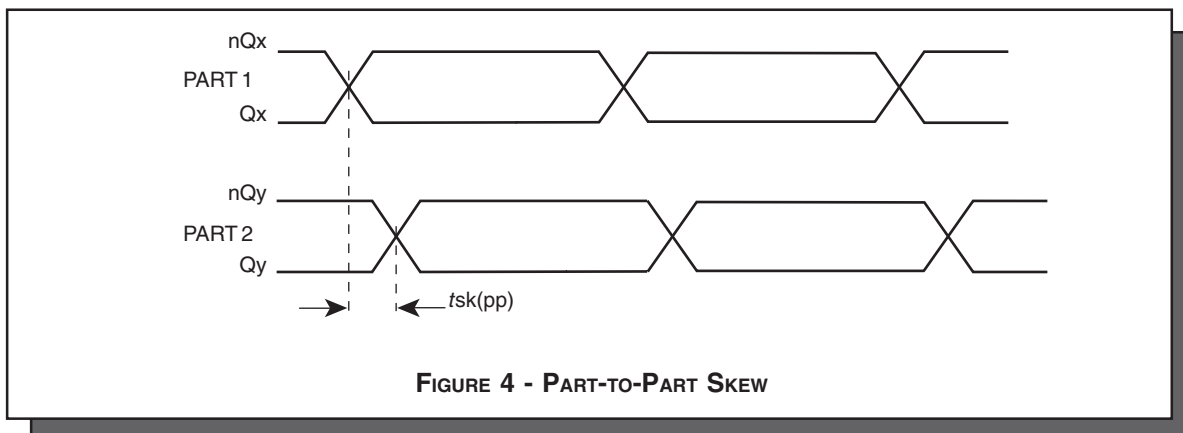 nQx
PART 1
Qx
nQy
PART 2
Qy
tsk(pp)
FIGURE 4 - PART-TO-PART SKEW